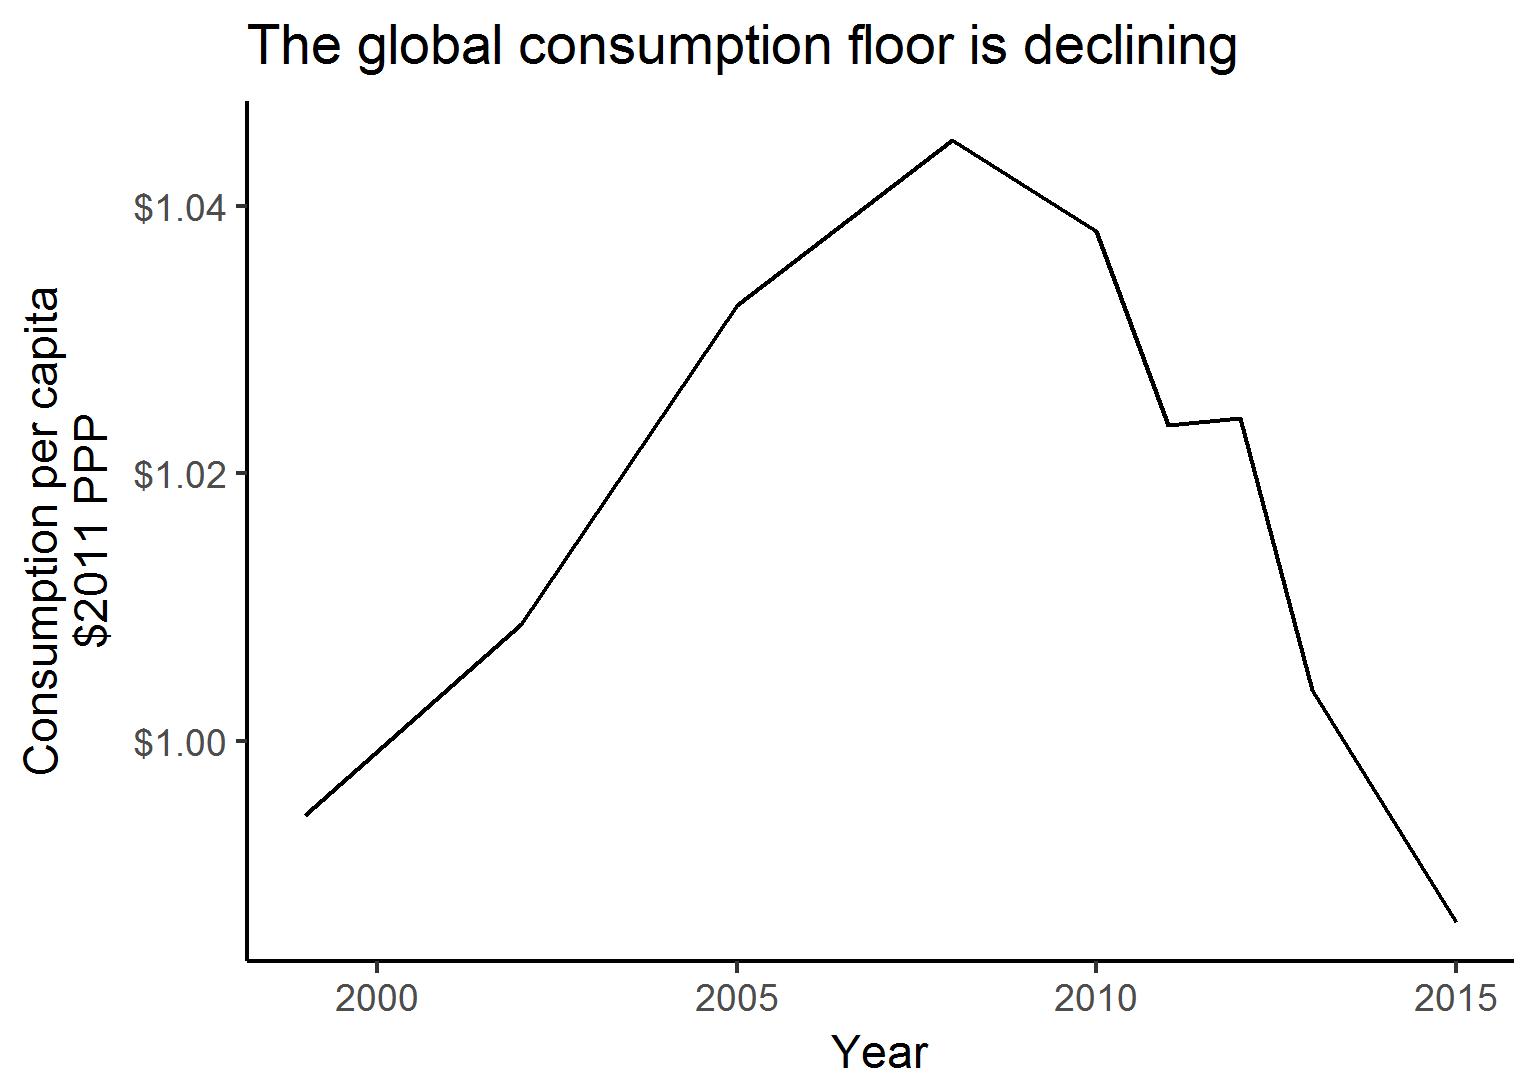 The global consumption floor is declining
Consumption per capita
$2011 PPP
$1.04
$1.02
$1.00
2000
2005
2010
2015
Year